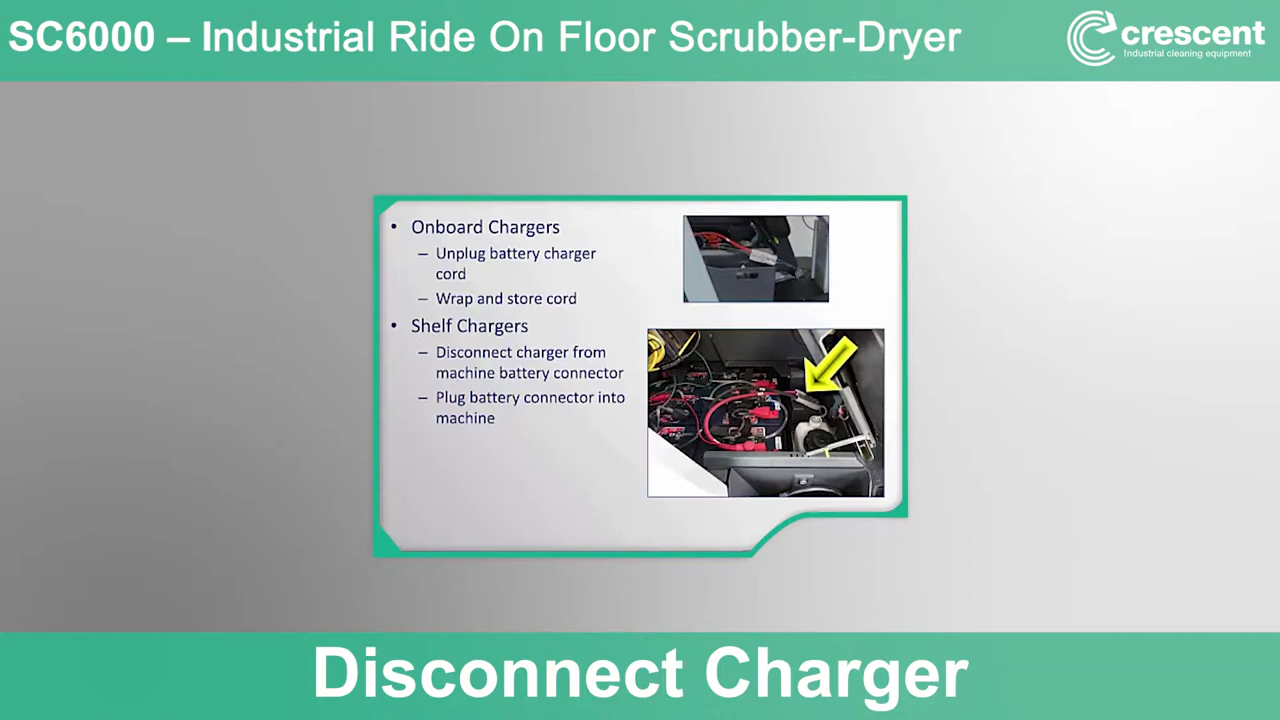 SC6000 – Industrial Ride On Floor Scrubber-Dryer
crescent
Industrial cleaning equipment
• Onboard Chargers
– Unplug battery charger
cord
– Wrap and store cord
• Shelf Chargers
– Disconnect charger from
machine battery connector
– Plug battery connector into
machine
Disconnect Charger